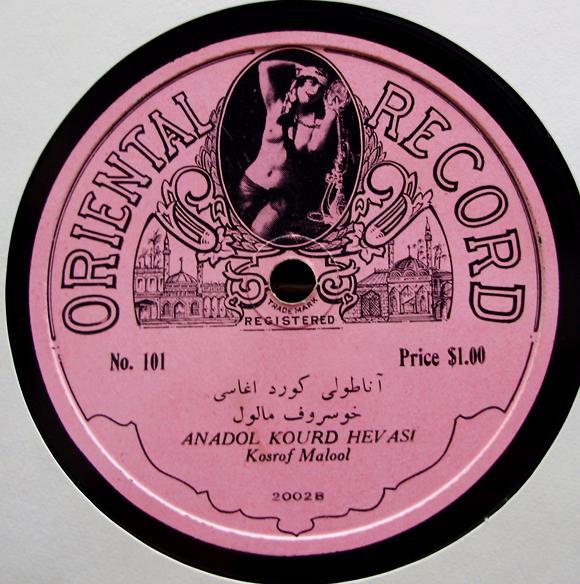 ORIENTAL RECORD
TRADE MARK
REGISTERED
No. 101
Price $1.00
آناطولی كورد اغاسی
خوسروف مالول
ANADOL KOURD HEVASI
Kosrof Malool
20028